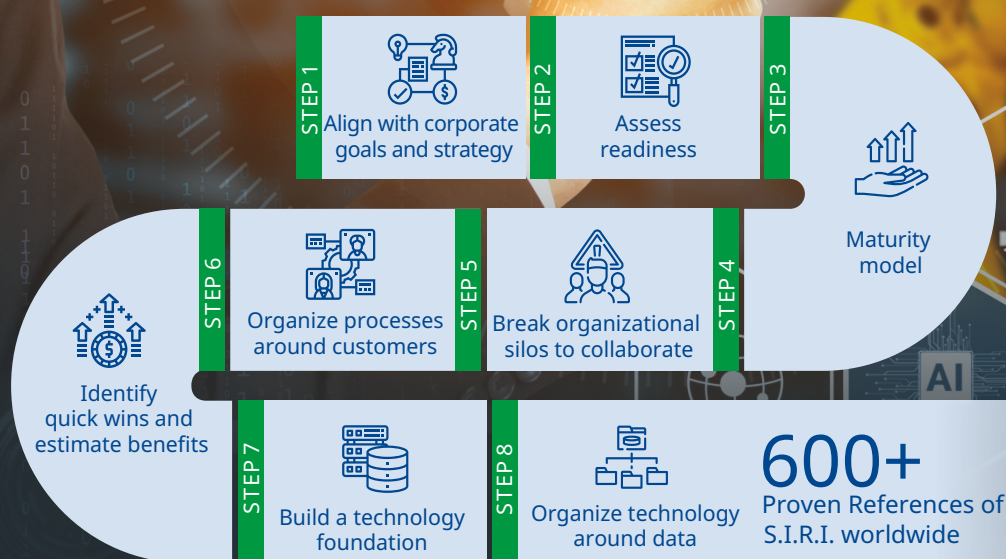 STEP 1
Align with corporate
goals and strategy
STEP 2
Assess
readiness
STEP 3
Maturity
model
STEP 4
Break organizational
silos to collaborate
STEP 5
Organize processes
around customers
STEP 6
Identify
quick wins and
estimate benefits
STEP 7
Build a technology
foundation
STEP 8
Organize technology
around data
600+
Proven References of
S.I.R.I. worldwide
AI